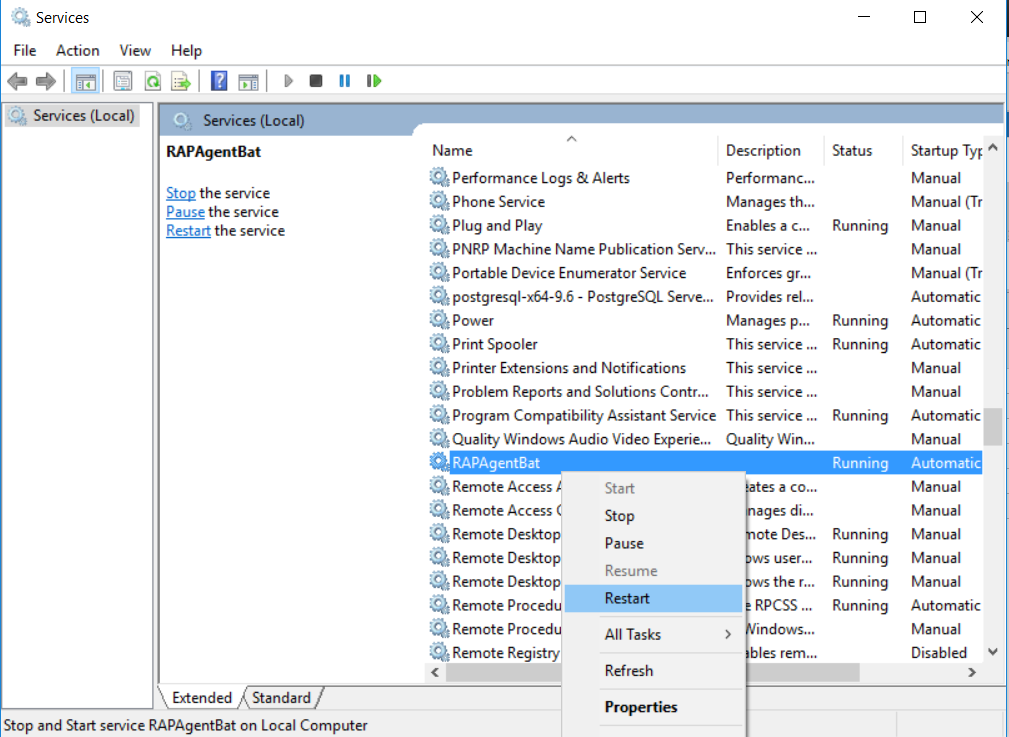 Services
File Action View Help
Services (Local)
Services (Local)
RAPAgentBat
Stop the service
Pause the service
Restart the service
Name Description Status Startup Typ
Performance Logs & Alerts Performanc... Manual
Phone Service Manages th... Manual (Tr
Plug and Play Enables a c... Running Manual
PNRP Machine Name Publication Serv... This service ... Manual
Portable Device Enumerator Service Enforces gr... Manual (Tr
postgresql-x64-9.6 - PostgreSQL Serve... Provides rel... Automatic
Power Manages p... Running Automatic
Print Spooler This service ... Running Automatic
Printer Extensions and Notifications This service ... Manual
Problem Reports and Solutions Contr... This service ... Manual
Program Compatibility Assistant Service This service ... Running Automatic
Quality Windows Audio Video Experie... Quality Win... Manual
RAPAgentBat Running Automatic
Remote Access A eates a co... Manual
Remote Access C nages di... Manual
Remote Desktop mote Des... Running Manual
Remote Desktop ows user... Running Manual
Remote Desktop ows the r... Running Manual
Remote Procedu e RPCSS ... Running Automatic
Remote Procedu Windows... Manual
Remote Registry ables rem... Disabled
Start
Stop
Pause
Resume
Restart
All Tasks
Refresh
Properties
Extended Standard
Stop and Start service RAPAgentBat on Local Computer